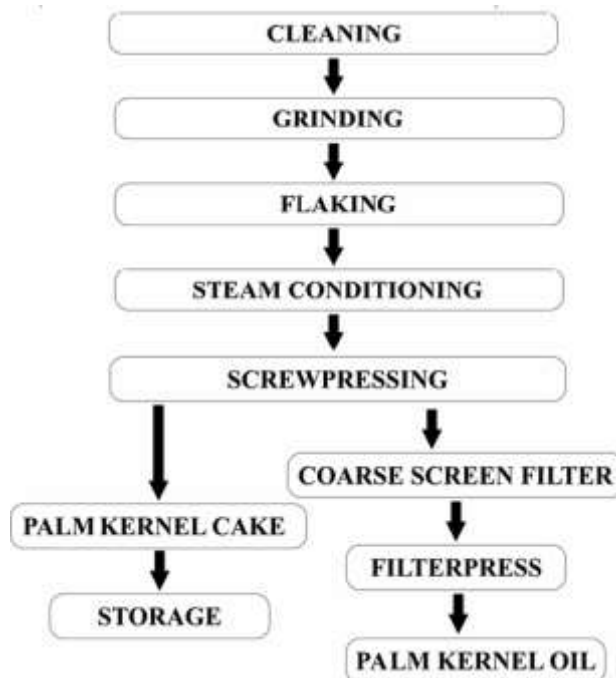 CLEANING
GRINDING
FLAKING
STEAM CONDITIONING
SCREWPRESSING
COARSE SCREEN FILTER
PALM KERNEL CAKE
FILTERPRESS
STORAGE
PALM KERNEL OIL